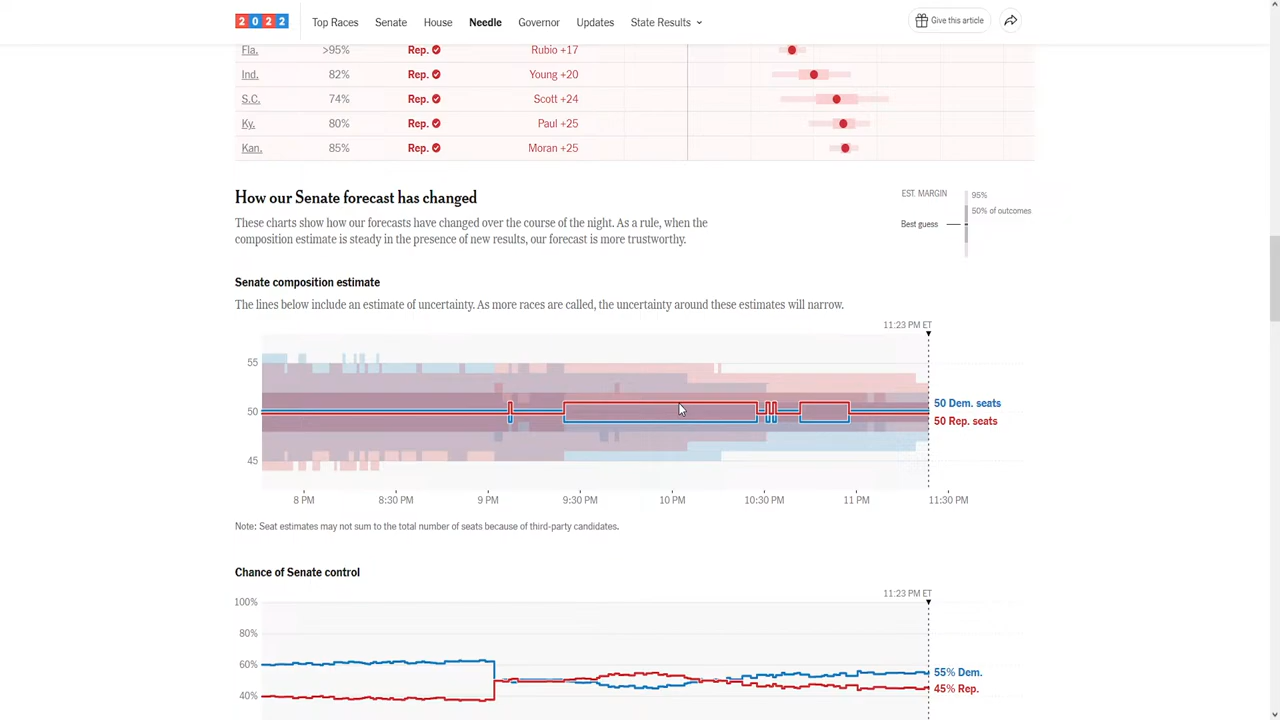 2022 Top Races Senate House Needle Governor Updates State Results Give this article
Fla. >95% Rep. Rubio +17
Ind. 82% Rep. Young +20
S.C. 74% Rep. Scott +24
Ky. 80% Rep. Paul +25
Kan. 85% Rep. Moran +25
How our Senate forecast has changed
These charts show how our forecasts have changed over the course of the night. As a rule, when the
composition estimate is steady in the presence of new results, our forecast is more trustworthy.
EST. MARGIN
95%
50% of outcomes
Best guess
Senate composition estimate
The lines below include an estimate of uncertainty. As more races are called, the uncertainty around these estimates will narrow.
11:23 PM ET
55
50
45
50 Dem. seats
50 Rep. seats
8 PM 8:30 PM 9 PM 9:30 PM 10 PM 10:30 PM 11 PM 11:30 PM
Note: Seat estimates may not sum to the total number of seats because of third-party candidates.
Chance of Senate control
11:23 PM ET
100%
80%
60%
40%
55% Dem.
45% Rep.